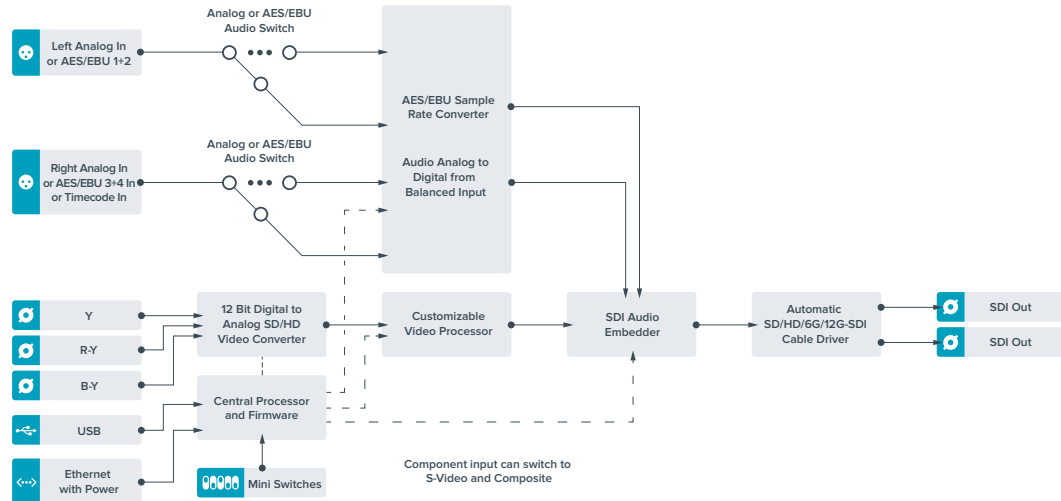 Analog or AES/EBU
Audio Switch
Left Analog In
or AES/EBU 1+2
AES/EBU Sample
Rate Converter
Analog or AES/EBU
Audio Switch
Right Analog In
or AES/EBU 3+4 In
or Timecode In
Audio Analog to
Digital from
Balanced Input
Y
R-Y
B-Y
12 Bit Digital to
Analog SD/HD
Video Converter
Customizable
Video Processor
SDI Audio
Embedder
Automatic
SD/HD/6G/12G-SDI
Cable Driver
SDI Out
SDI Out
Central Processor
and Firmware
USB
Ethernet
with Power
Mini Switches
Component input can switch to
S-Video and Composite